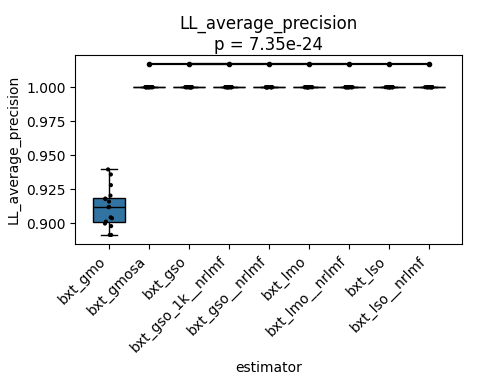 LL_average_precision
p = 7.35e-24
LL_average_precision
1.000
0.975
0.950
0.925
0.900
bxt_gmo
bxt_gmosa
bxt_gso
bxt_gso_1k__nrlmf
bxt_gso__nrlmf
bxt_lmo
bxt_lmo__nrlmf
bxt_lso
bxt_lso__nrlmf
estimator